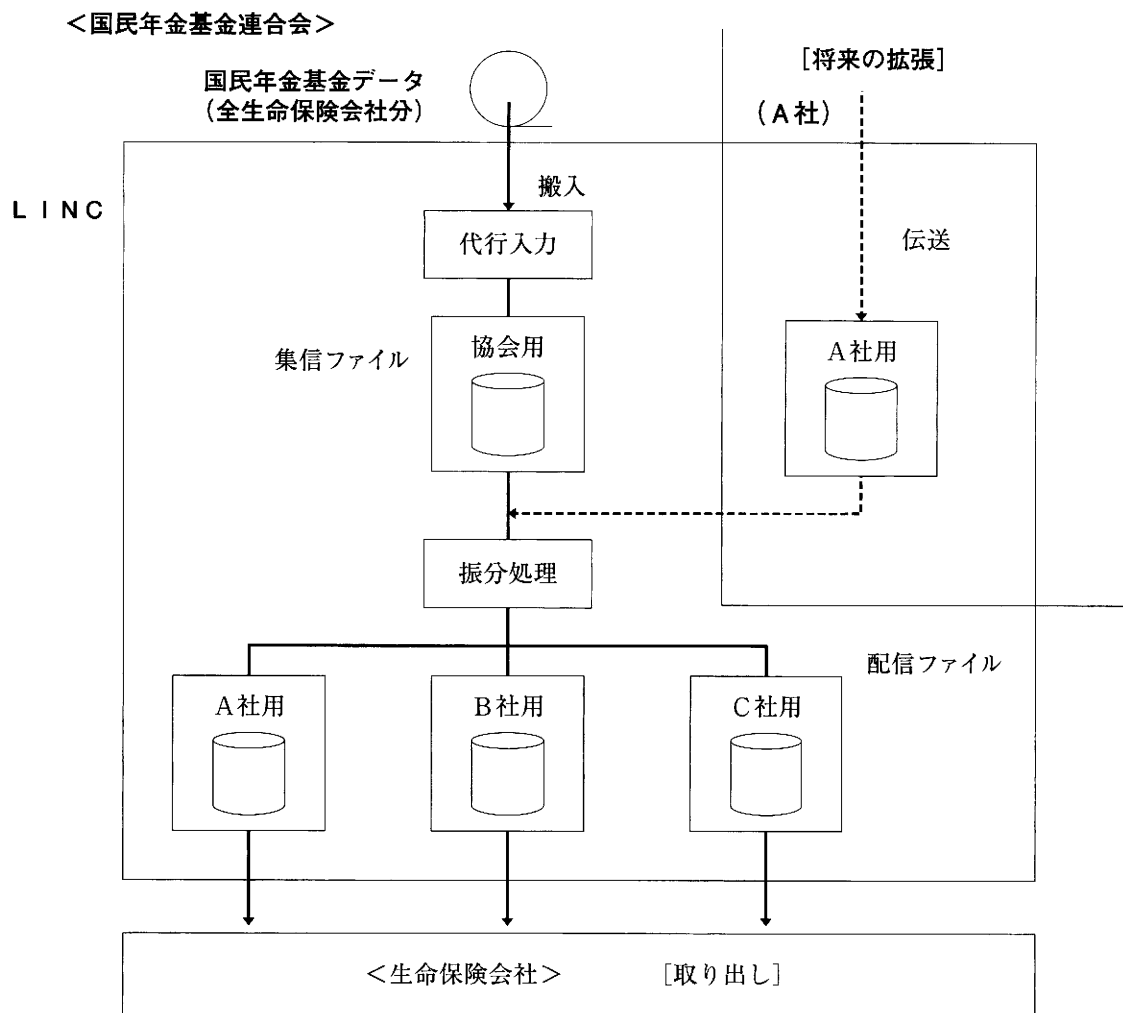 <国民年金基金連合会>
[将来の拡張]
国民年金基金データ
(全生命保険会社分)
(A社)
搬入
LINC
代行入力
伝送
協会用
集信ファイル
A社用
振分処理
配信ファイル
A社用
B社用
C社用
<生命保険会社> [取り出し]